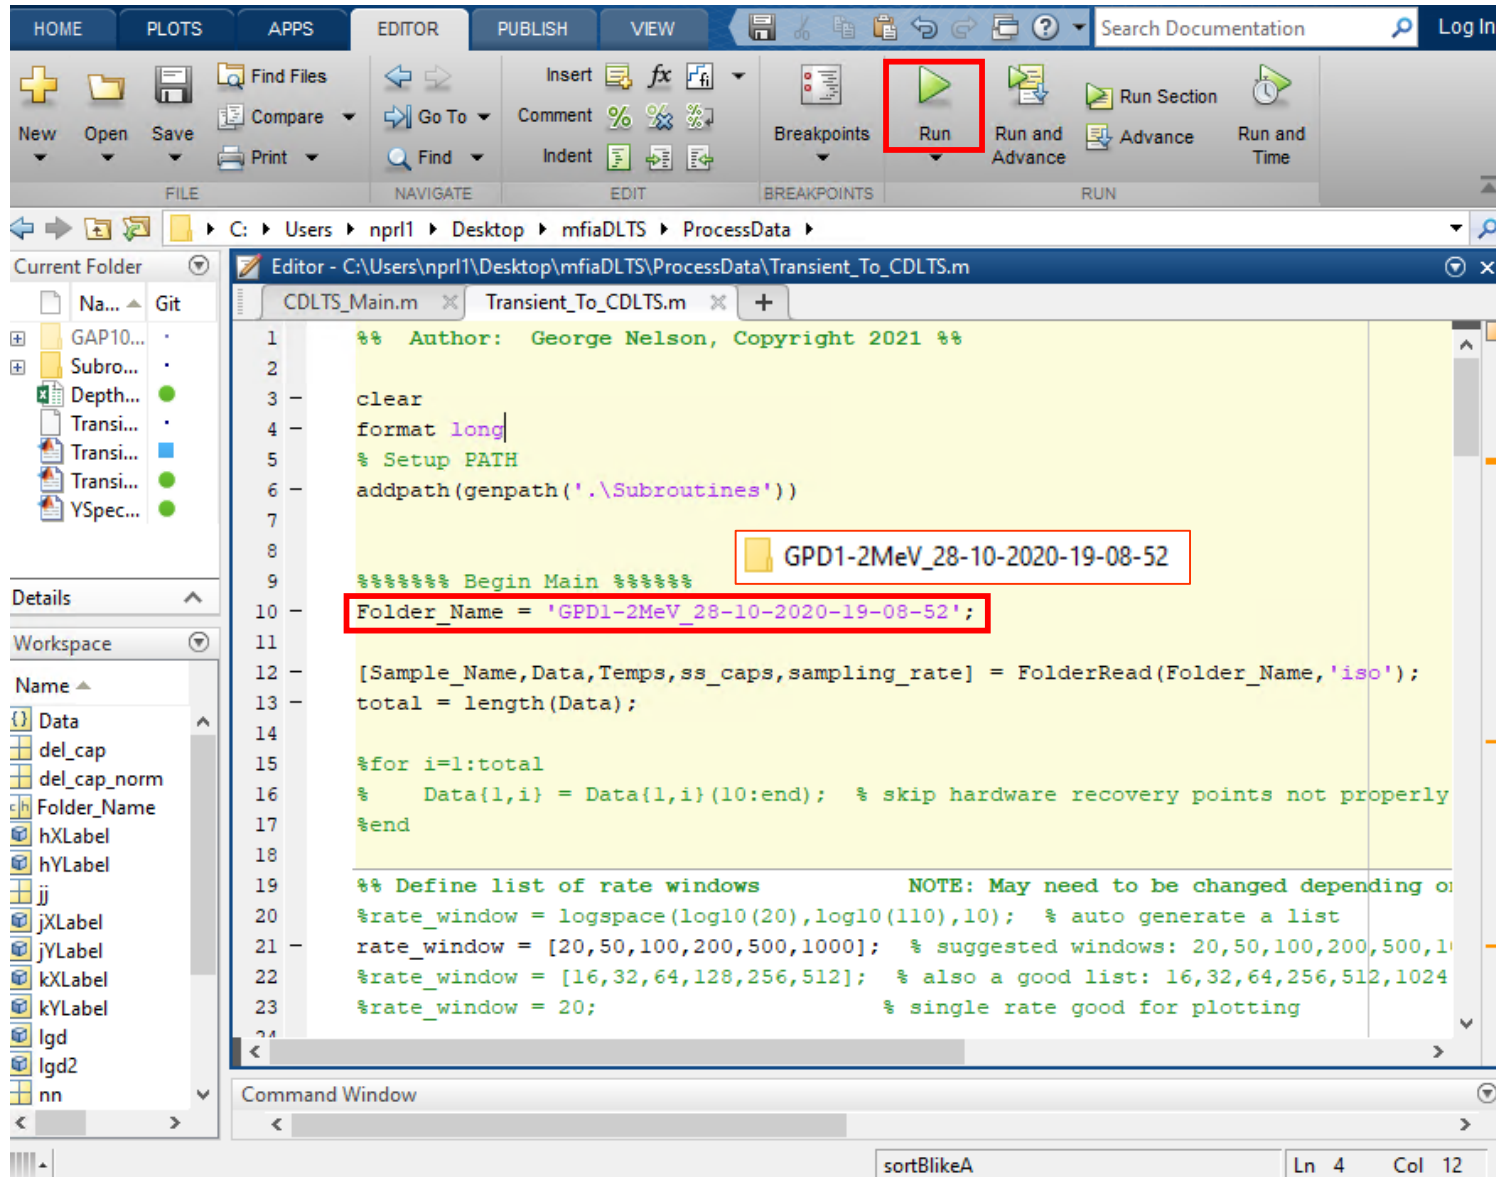 HOME PLOTS APPS EDITOR PUBLISH VIEW Search Documentation Log In
New Open Save Find Files Compare Print
FILE
Go To Find
NAVIGATE
Insert fx fi
Comment % %
Indent
EDIT
Breakpoints
BREAKPOINTS
Run Run and Advance Run Section Advance Run and Time
RUN
C: Users nprl1 Desktop mfiaDLTS ProcessData
Current Folder
Na... Git
GAP10...
Subro...
Depth...
Transi...
Transi...
Transi...
YSpec...
Details
Workspace
Name
Data
del_cap
del_cap_norm
Folder_Name
hXLabel
hYLabel
jj
jXLabel
jYLabel
kXLabel
kYLabel
lgd
lgd2
nn
Editor - C:\Users\nprl1\Desktop\mfiaDLTS\ProcessData\Transient_To_CDLTS.m
CDLTS_Main.m Transient_To_CDLTS.m +
1 %% Author: George Nelson, Copyright 2021 %%
2
3 – clear
4 – format long
5 % Setup PATH
6 – addpath(genpath('.\Subroutines'))
7
8
GPD1-2MeV_28-10-2020-19-08-52
9 %%%%%%% Begin Main %%%%%%
10 – Folder_Name = 'GPD1-2MeV_28-10-2020-19-08-52';
11
12 – [Sample_Name,Data,Temps,ss_caps,sampling_rate] = FolderRead(Folder_Name,'iso');
13 – total = length(Data);
14
15 %for i=1:total
16 % Data{1,i} = Data{1,i}(10:end); % skip hardware recovery points not properly
17 %end
18
19 %% Define list of rate windows NOTE: May need to be changed depending o
20 %rate_window = logspace(log10(20),log10(110),10); % auto generate a list
21 – rate_window = [20,50,100,200,500,1000]; % suggested windows: 20,50,100,200,500,1
22 %rate_window = [16,32,64,128,256,512]; % also a good list: 16,32,64,256,512,1024
23 %rate_window = 20; % single rate good for plotting
24
Command Window
sortBlikeA Ln 4 Col 12